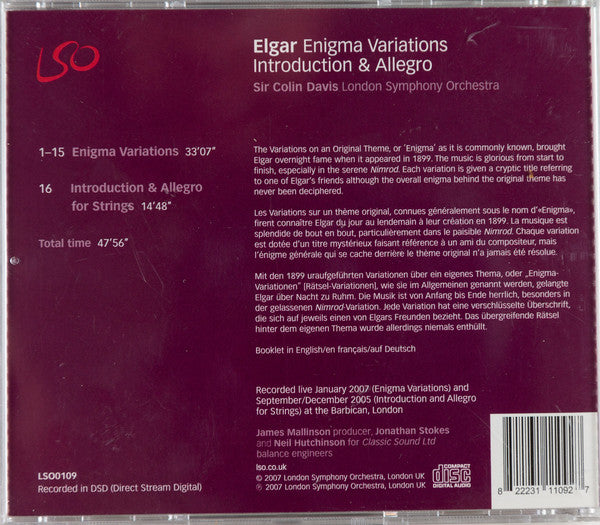 LSO
Elgar Enigma Variations
Introduction & Allegro
Sir Colin Davis London Symphony Orchestra
1–15 Enigma Variations 33’07”
16 Introduction & Allegro
for Strings 14’48”
Total time 47’56”
The Variations on an Original Theme, or ‘Enigma’ as it is commonly known, brought
Elgar overnight fame when it appeared in 1899. The music is glorious from start to
finish, especially in the serene Nimrod. Each variation is given a cryptic title referring
to one of Elgar’s friends although the overall enigma behind the original theme has
never been deciphered.
Les Variations sur un thème original, connues généralement sous le nom d’«Enigma»,
firent connaître Elgar du jour au lendemain à leur création en 1899. La musique est
splendide de bout en bout, particulièrement dans le paisible Nimrod. Chaque variation
est dotée d’un titre mystérieux faisant référence à un ami du compositeur, mais
l’énigme générale qui se cache derrière le thème original n’a jamais été résolue.
Mit den 1899 uraufgeführten Variationen über ein eigenes Thema, oder „Enigma-
Variationen“ [Rätsel-Variationen], wie sie im Allgemeinen genannt werden, gelangte
Elgar über Nacht zu Ruhm. Die Musik ist von Anfang bis Ende herrlich, besonders in
der gelassenen Nimrod-Variation. Jede Variation hat eine verschlüsselte Überschrift,
die sich auf jeweils einen von Elgars Freunden bezieht. Das übergreifende Rätsel
hinter dem eigenen Thema wurde allerdings niemals enthüllt.
Booklet in English/en français/auf Deutsch
Recorded live January 2007 (Enigma Variations) and
September/December 2005 (Introduction and Allegro
for Strings) at the Barbican, London
James Mallinson producer, Jonathan Stokes
and Neil Hutchinson for Classic Sound Ltd
balance engineers
lso.co.uk
© 2007 London Symphony Orchestra, London UK
℗ 2007 London Symphony Orchestra, London UK
COMPACT
disc
DIGITAL AUDIO
8 22231 11092 7
LSO0109
Recorded in DSD (Direct Stream Digital)